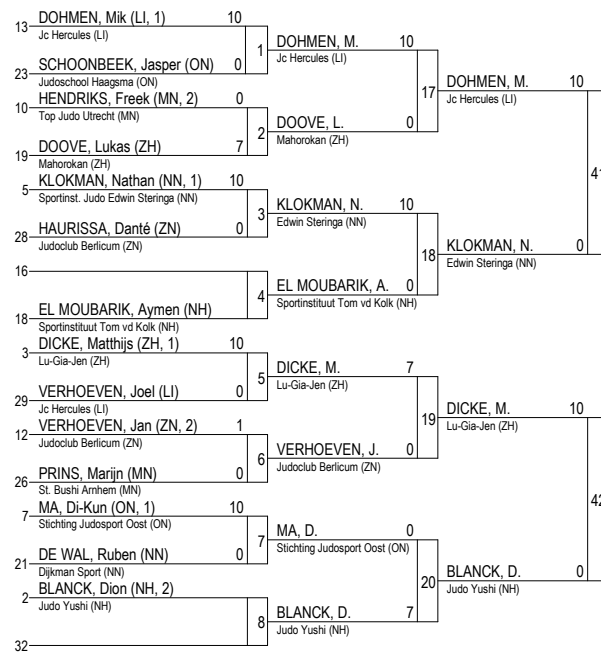 13 DOHMEN, Mik (LI, 1) 10
Jc Hercules (LI)
1 DOHMEN, M. 10
Jc Hercules (LI)
23 SCHOONBEEK, Jasper (ON) 0
Judoschool Haagsma (ON)
17 DOHMEN, M. 10
Jc Hercules (LI)
10 HENDRIKS, Freek (MN, 2) 0
Top Judo Utrecht (MN)
2 DOOVE, L. 0
Mahorokan (ZH)
19 DOOVE, Lukas (ZH) 7
Mahorokan (ZH)
41
5 KLOKMAN, Nathan (NN, 1) 10
Sportinst. Judo Edwin Steringa (NN)
3 KLOKMAN, N. 10
Edwin Steringa (NN)
28 HAURISSA, Danté (ZN) 0
Judoclub Berlicum (ZN)
18 KLOKMAN, N. 0
Edwin Steringa (NN)
16
4 EL MOUBARIK, A. 0
Sportinstituut Tom vd Kolk (NH)
18 EL MOUBARIK, Aymen (NH)
Sportinstituut Tom vd Kolk (NH)
3 DICKE, Matthijs (ZH, 1) 10
Lu-Gia-Jen (ZH)
5 DICKE, M. 7
Lu-Gia-Jen (ZH)
29 VERHOEVEN, Joel (LI) 0
Jc Hercules (LI)
19 DICKE, M. 10
Lu-Gia-Jen (ZH)
12 VERHOEVEN, Jan (ZN, 2) 1
Judoclub Berlicum (ZN)
6 VERHOEVEN, J. 0
Judoclub Berlicum (ZN)
26 PRINS, Marijn (MN) 0
St. Bushi Arnhem (MN)
42
7 MA, Di-Kun (ON, 1) 10
Stichting Judosport Oost (ON)
7 MA, D. 0
Stichting Judosport Oost (ON)
21 DE WAL, Ruben (NN) 0
Dijkman Sport (NN)
20 BLANCK, D. 0
Judo Yushi (NH)
2 BLANCK, Dion (NH, 2)
Judo Yushi (NH)
8 BLANCK, D. 7
Judo Yushi (NH)
32